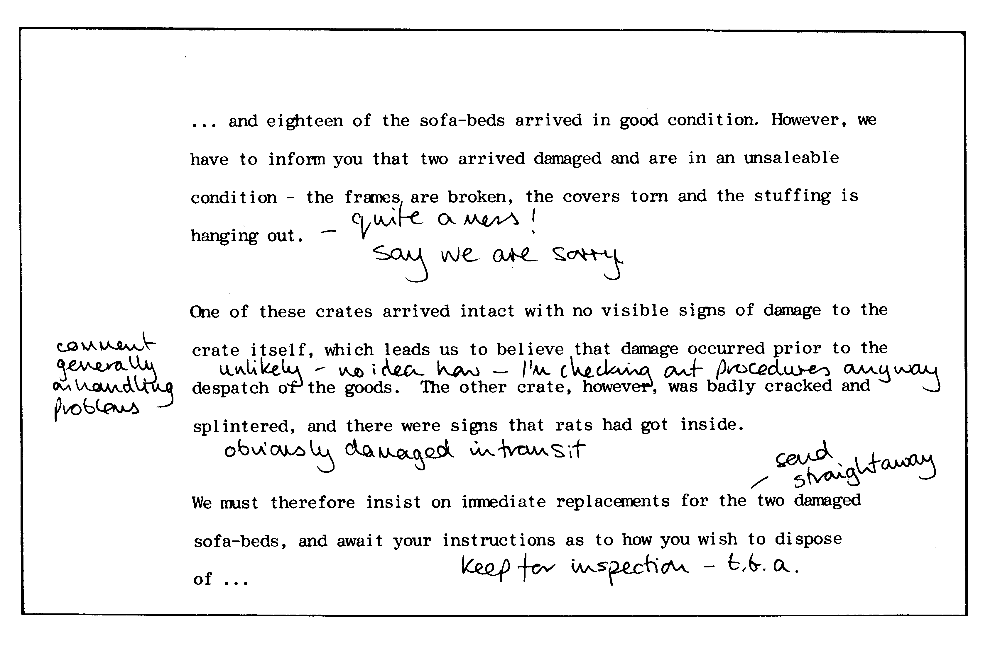 ... and eighteen of the sofa-beds arrived in good condition. However, we
have to inform you that two arrived damaged and are in an unsaleable
condition - the frames are broken, the covers torn and the stuffing is
quite a mess!
hanging out. —
say we are sorry
One of these crates arrived intact with no visible signs of damage to the
comment
generally
on handling
problems
crate itself, which leads us to believe that damage occurred prior to the
unlikely - no idea how - I'm checking our procedures anyway
despatch of the goods. The other crate, however, was badly cracked and
splintered, and there were signs that rats had got inside.
obviously damaged in transit
send
straightaway
We must therefore insist on immediate replacements for the two damaged
sofa-beds, and await your instructions as to how you wish to dispose
keep for inspection - t.b.a.
of ...